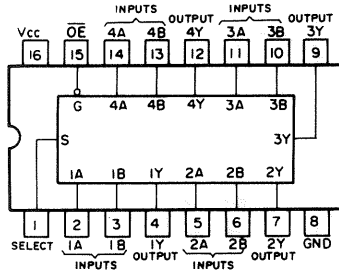 INPUTS OUTPUT INPUTS OUTPUT
Vcc OE 4A 4B 4Y 3A 3B 3Y
16 15 14 13 12 11 10 9
G 4A 4B 4Y 3A 3B
S 3Y
1A 1B 1Y 2A 2B 2Y
1 2 3 4 5 6 7 8
SELECT 1A 1B 1Y 2A 2B 2Y GND
INPUTS OUTPUT INPUTS OUTPUT